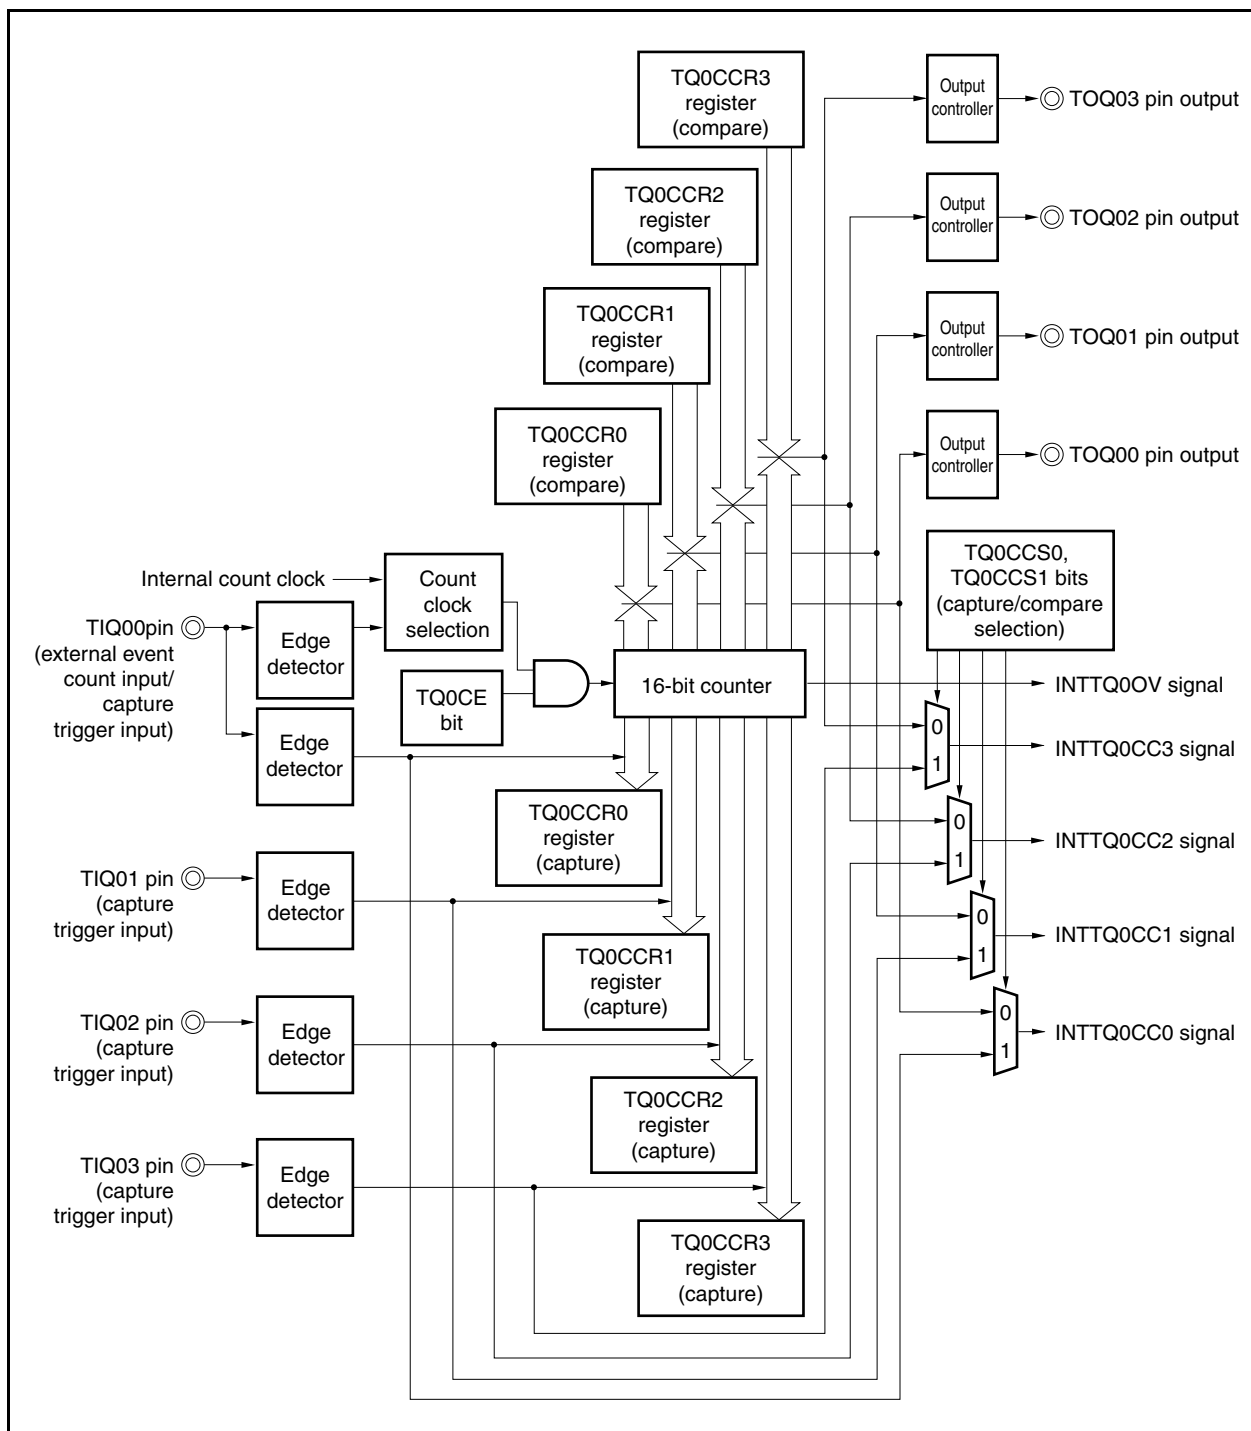 TQ0CCR3
register
(compare)
Output
controller
TOQ03 pin output
TQ0CCR2
register
(compare)
Output
controller
TOQ02 pin output
TQ0CCR1
register
(compare)
Output
controller
TOQ01 pin output
TQ0CCR0
register
(compare)
Output
controller
TOQ00 pin output
TQ0CCS0,
TQ0CCS1 bits
(capture/compare
selection)
Internal count clock
Count
clock
selection
TIQ00pin
(external event
count input/
capture
trigger input)
Edge
detector
TQ0CE
bit
16-bit counter
INTTQ0OV signal
Edge
detector
0
1
INTTQ0CC3 signal
TQ0CCR0
register
(capture)
0
1
INTTQ0CC2 signal
TIQ01 pin
(capture
trigger input)
Edge
detector
0
1
INTTQ0CC1 signal
TQ0CCR1
register
(capture)
0
1
INTTQ0CC0 signal
TIQ02 pin
(capture
trigger input)
Edge
detector
TQ0CCR2
register
(capture)
TIQ03 pin
(capture
trigger input)
Edge
detector
TQ0CCR3
register
(capture)